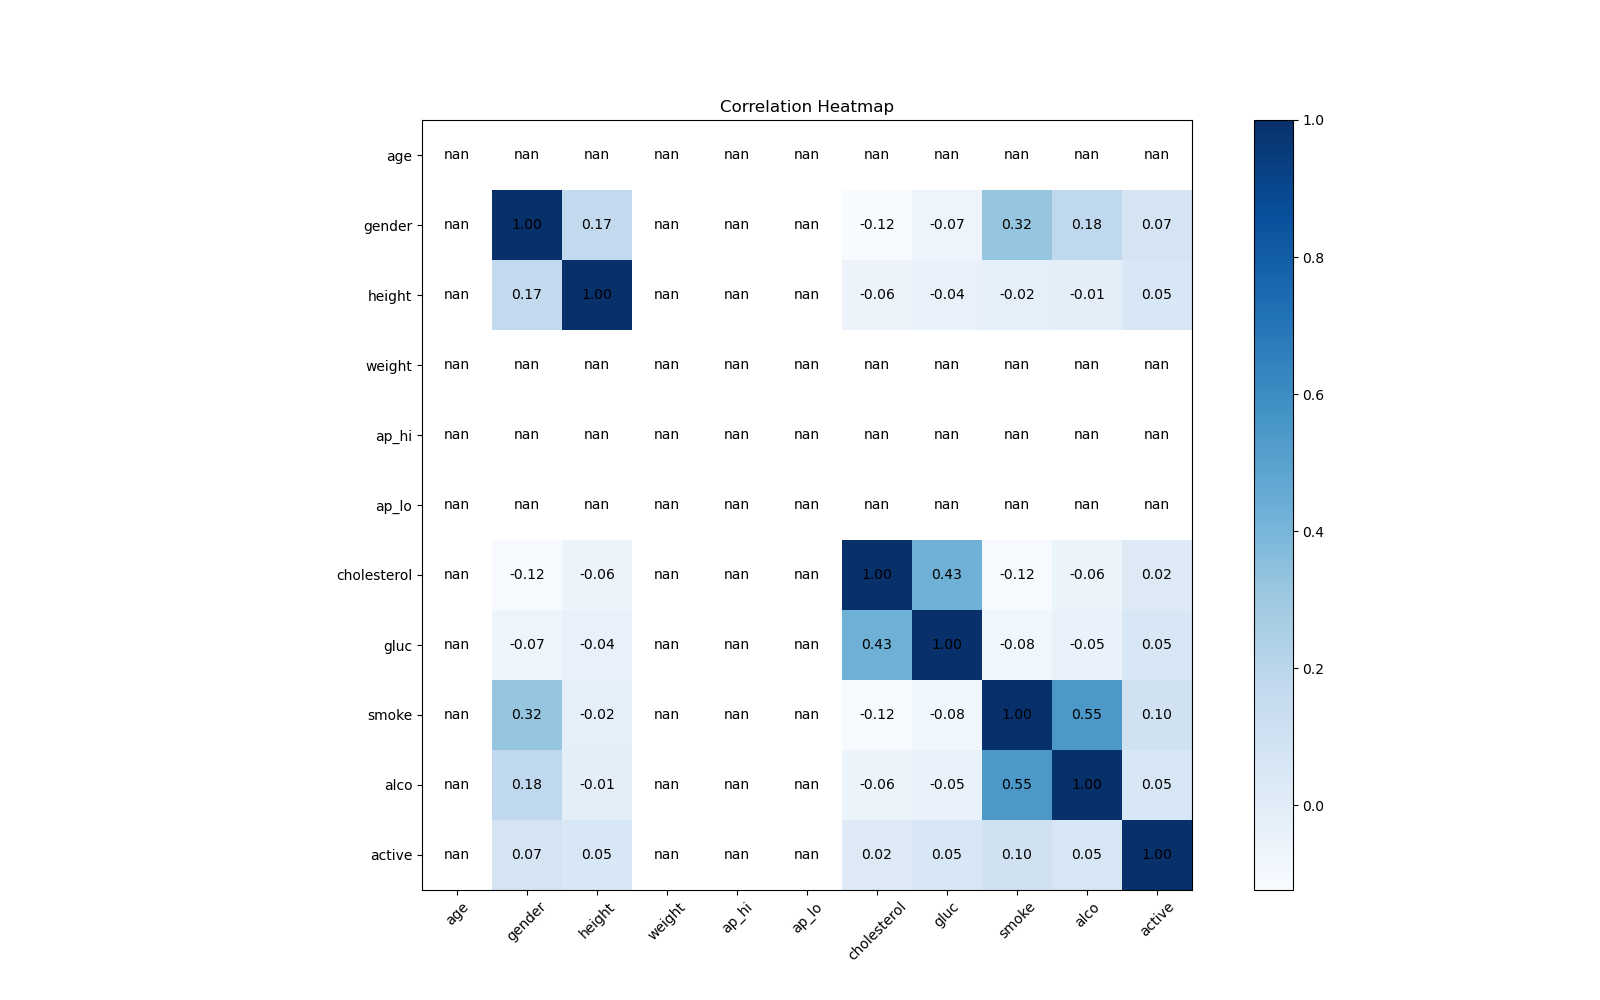 Correlation Heatmap
age nan nan nan nan nan nan nan nan nan nan nan
gender nan 1.00 0.17 nan nan nan -0.12 -0.07 0.32 0.18 0.07
height nan 0.17 1.00 nan nan nan -0.06 -0.04 -0.02 -0.01 0.05
weight nan nan nan nan nan nan nan nan nan nan nan
ap_hi nan nan nan nan nan nan nan nan nan nan nan
ap_lo nan nan nan nan nan nan nan nan nan nan nan
cholesterol nan -0.12 -0.06 nan nan nan 1.00 0.43 -0.12 -0.06 0.02
gluc nan -0.07 -0.04 nan nan nan 0.43 1.00 -0.08 -0.05 0.05
smoke nan 0.32 -0.02 nan nan nan -0.12 -0.08 1.00 0.55 0.10
alco nan 0.18 -0.01 nan nan nan -0.06 -0.05 0.55 1.00 0.05
active nan 0.07 0.05 nan nan nan 0.02 0.05 0.10 0.05 1.00
age gender height weight ap_hi ap_lo cholesterol gluc smoke alco active
1.0
0.8
0.6
0.4
0.2
0.0